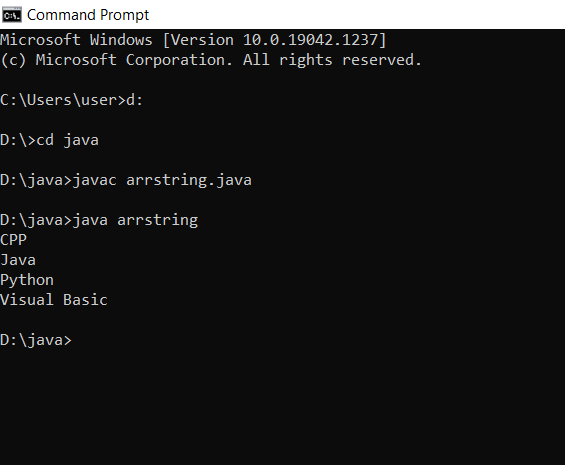 Command Prompt
Microsoft Windows [Version 10.0.19042.1237]
(c) Microsoft Corporation. All rights reserved.
C:\Users\user>d:
D:\>cd java
D:\java>javac arrstring.java
D:\java>java arrstring
CPP
Java
Python
Visual Basic
D:\java>